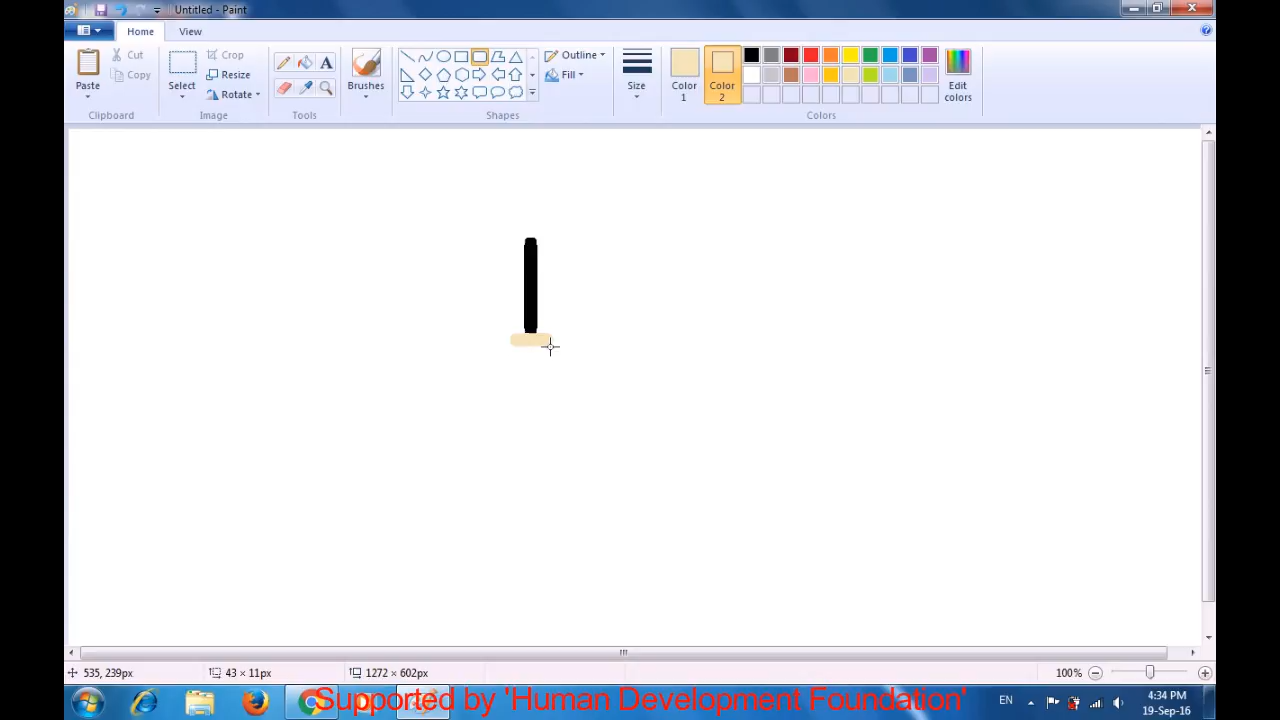 Untitled - Paint
Home View
Paste Cut Copy Clipboard
Select Crop Resize Rotate Image
A
Tools
Brushes
Outline Fill Shapes
Size
Color 1 Color 2 Edit colors Colors
535, 239px 43 × 11px 1272 × 602px 100%
Supported by 'Human Development Foundation'
EN 4:34 PM
19-Sep-16